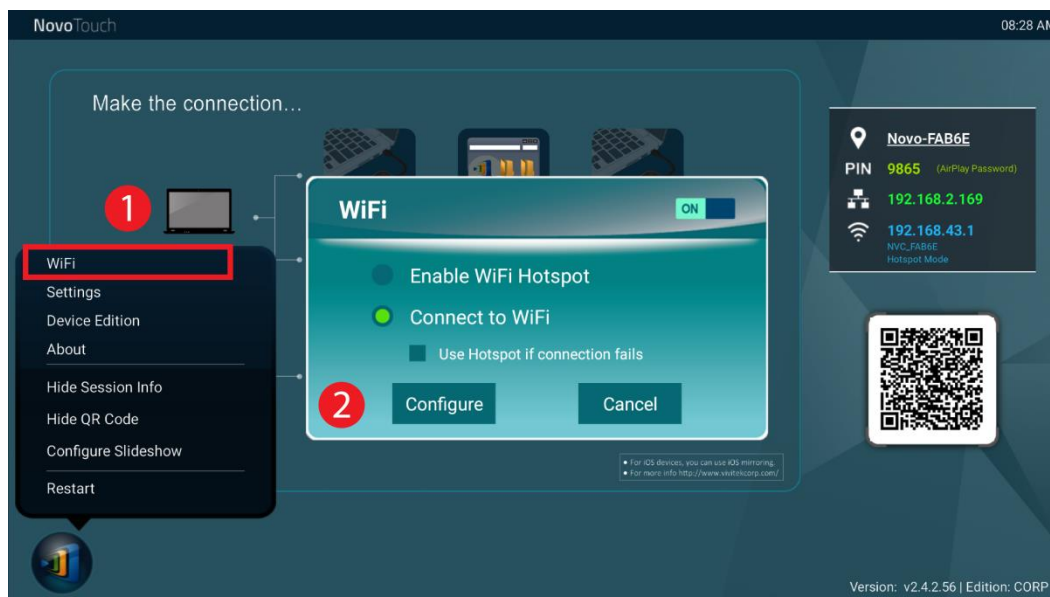 NovoTouch
08:28 AM
Make the connection...
1
WiFi
Settings
Device Edition
About
Hide Session Info
Hide QR Code
Configure Slideshow
Restart
WiFi
ON
Enable WiFi Hotspot
Connect to WiFi
Use Hotspot if connection fails
2
Configure
Cancel
• For iOS devices, you can use iOS mirroring.
• For more info http://www.vivitekcorp.com/
Novo-FAB6E
PIN 9865 (AirPlay Password)
192.168.2.169
192.168.43.1
NVC_FAB6E
Hotspot Mode
Version: v2.4.2.56 | Edition: CORP